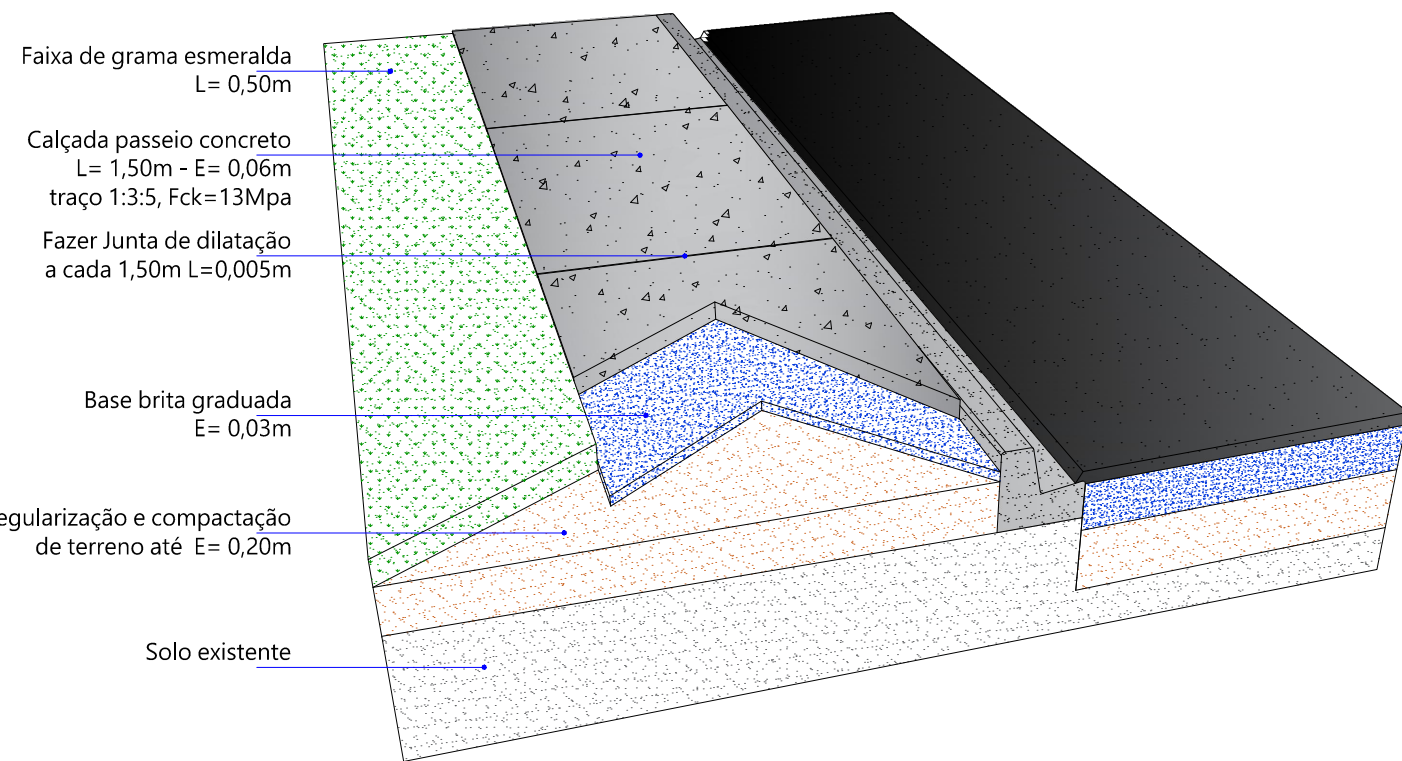 Faixa de grama esmeralda
L= 0,50m
Calçada passeio concreto
L= 1,50m - E= 0,06m
traço 1:3:5, Fck=13Mpa
Fazer Junta de dilatação
a cada 1,50m L=0,005m
Base brita graduada
E= 0,03m
egularização e compactação
de terreno até E= 0,20m
Solo existente